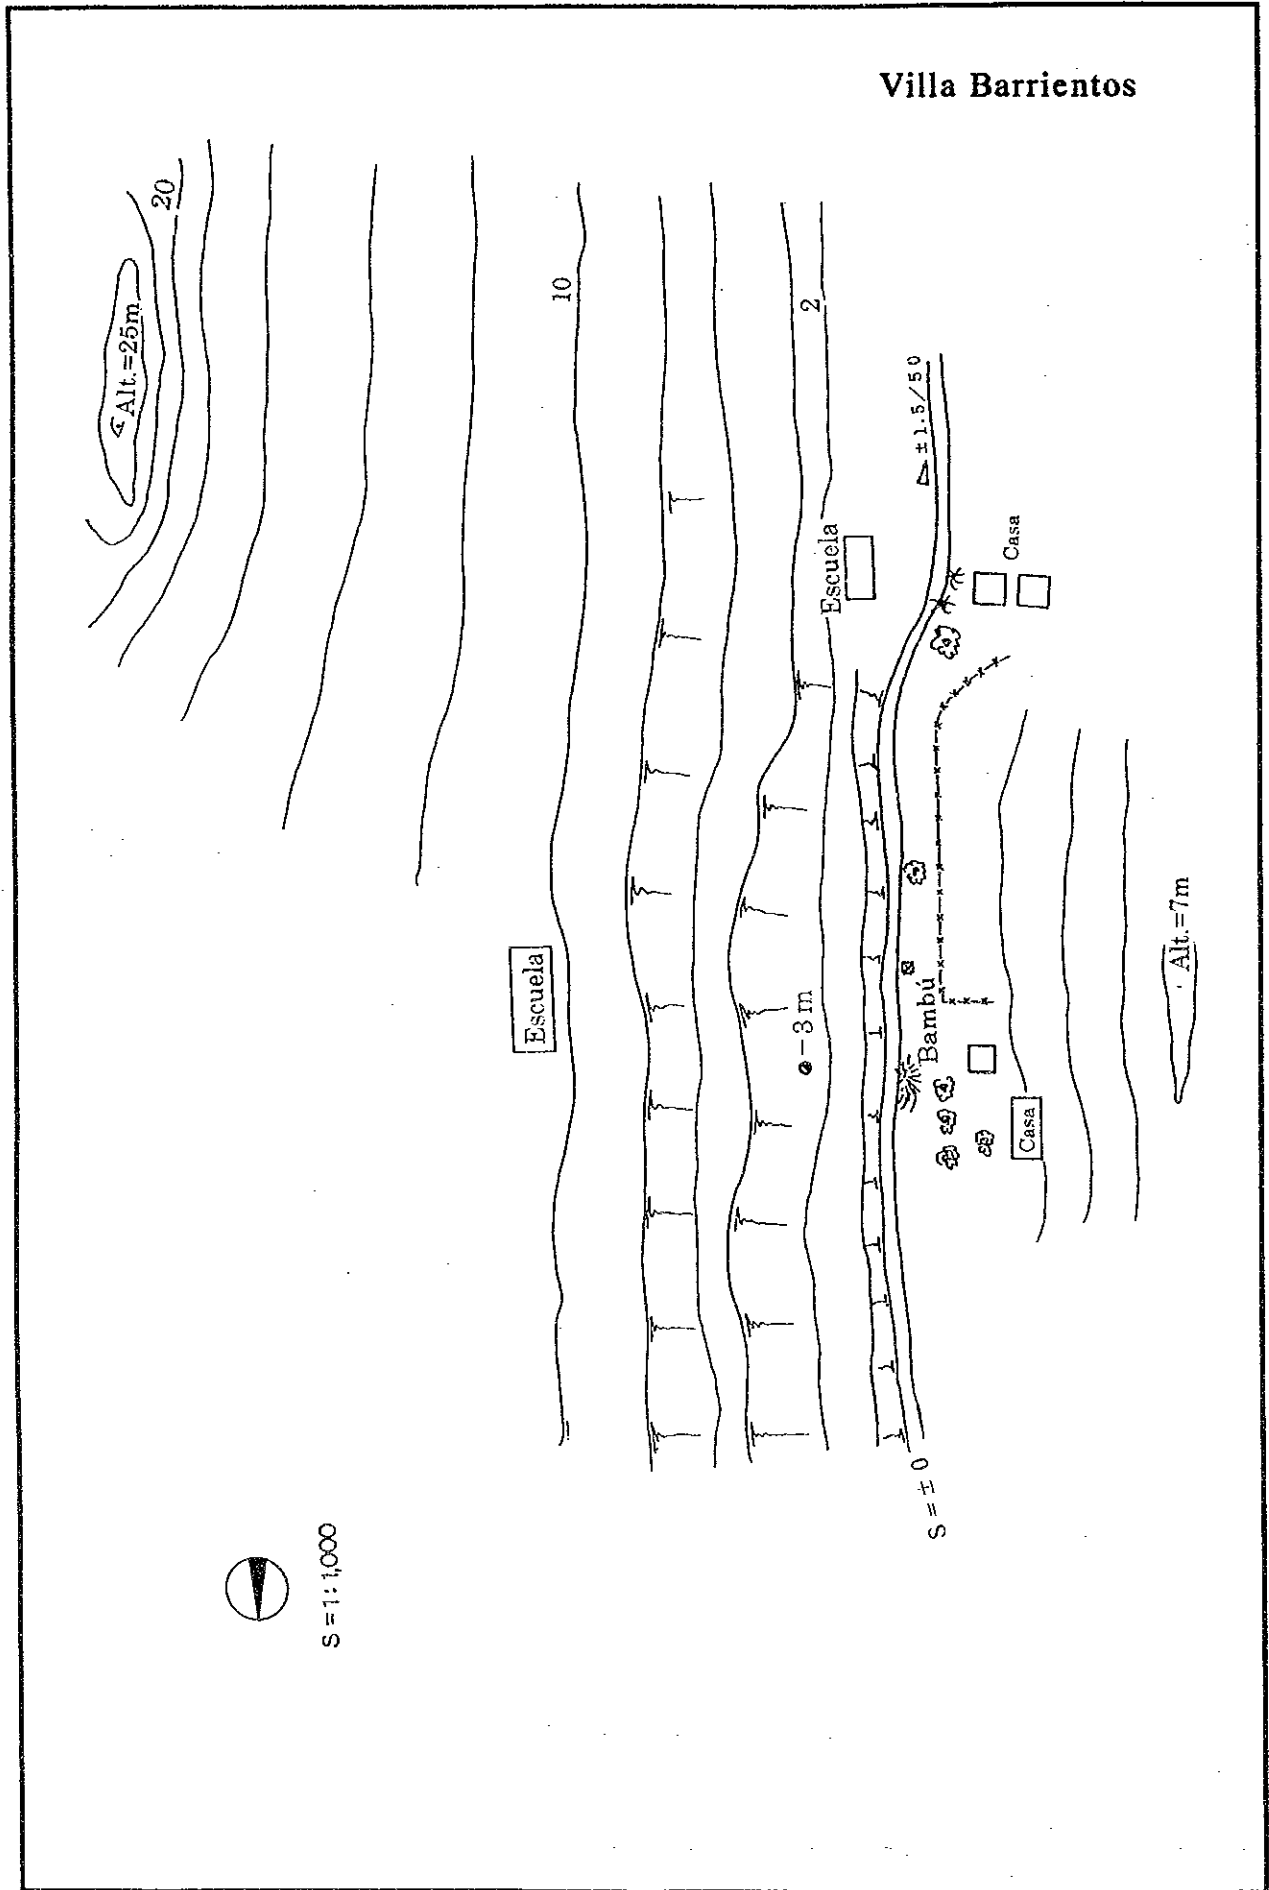 Villa Barrientos
20
Alt.=25m
10
2
±1.5/50
Escuela
Casa
Escuela
-3m
Bambú
Casa
Alt.=7m
S=±0
S=1:1,000